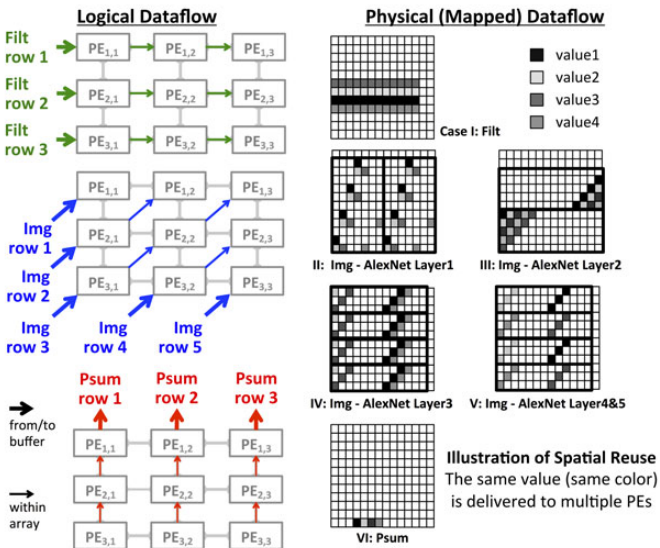 Logical Dataflow
Filt
row 1
PE1,1
PE1,2
PE1,3
Filt
row 2
PE2,1
PE2,2
PE2,3
Filt
row 3
PE3,1
PE3,2
PE3,3
PE1,1
PE1,2
PE1,3
Img
row 1
PE2,1
PE2,2
PE2,3
Img
row 2
PE3,1
PE3,2
PE3,3
Img
row 3
Img
row 4
Img
row 5
Psum
row 1
Psum
row 2
Psum
row 3
from/to
buffer
PE1,1
PE1,2
PE1,3
within
array
PE2,1
PE2,2
PE2,3
PE3,1
PE3,2
PE3,3
Physical (Mapped) Dataflow
value1
value2
value3
value4
Case I: Filt
II: Img - AlexNet Layer1
III: Img - AlexNet Layer2
IV: Img - AlexNet Layer3
V: Img - AlexNet Layer4&5
VI: Psum
Illustration of Spatial Reuse
The same value (same color)
is delivered to multiple PEs